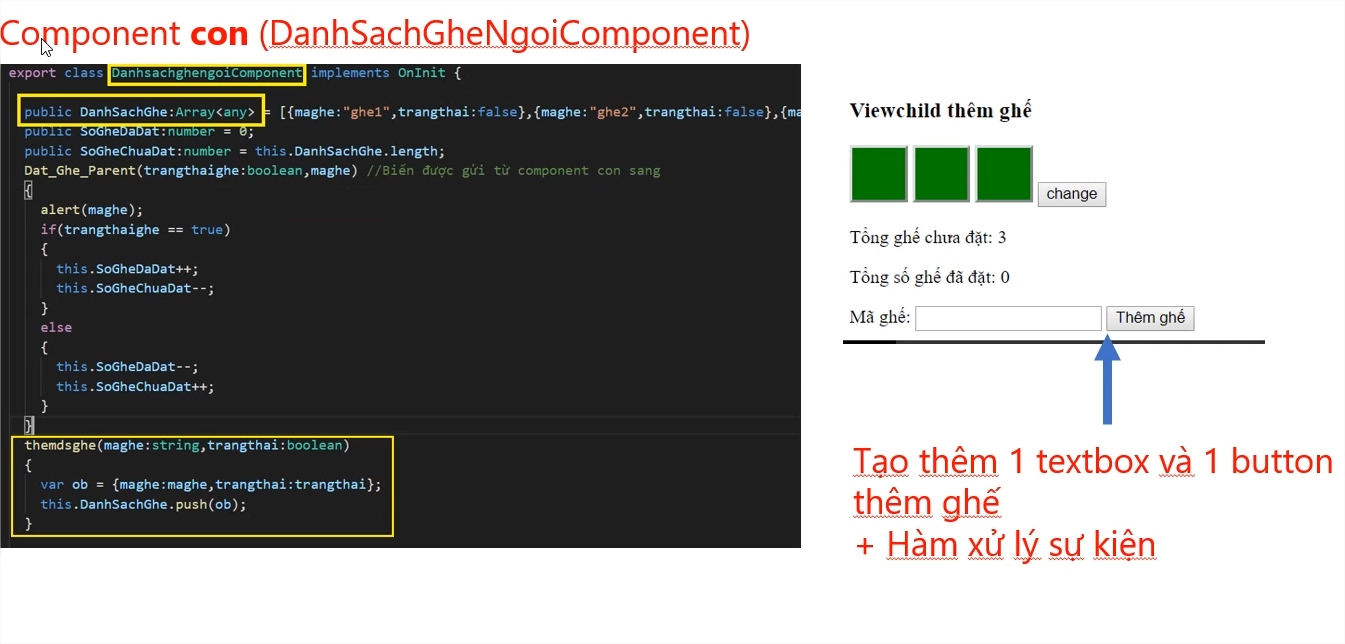 Component con (DanhSachGheNgoiComponent)
export class DanhsachghengoiComponent implements OnInit {
public DanhSachGhe:Array<any> = [{maghe:"ghe1",trangthai:false},{maghe:"ghe2",trangthai:false},{ma
public SoGheDaDat:number = 0;
public SoGheChuaDat:number = this.DanhSachGhe.length;
Dat_Ghe_Parent(trangthaighe:boolean,maghe) //Biến được gửi từ component con sang
{
alert(maghe);
if(trangthaighe == true)
{
this.SoGheDaDat++;
this.SoGheChuaDat--;
}
else
{
this.SoGheDaDat--;
this.SoGheChuaDat++;
}
}
themdsghe(maghe:string,trangthai:boolean)
{
var ob = {maghe:maghe,trangthai:trangthai};
this.DanhSachGhe.push(ob);
}
Viewchild thêm ghế
change
Tổng ghế chưa đặt: 3
Tổng số ghế đã đặt: 0
Mã ghế: Thêm ghế
Tạo thêm 1 textbox và 1 button
thêm ghế
+ Hàm xử lý sự kiện